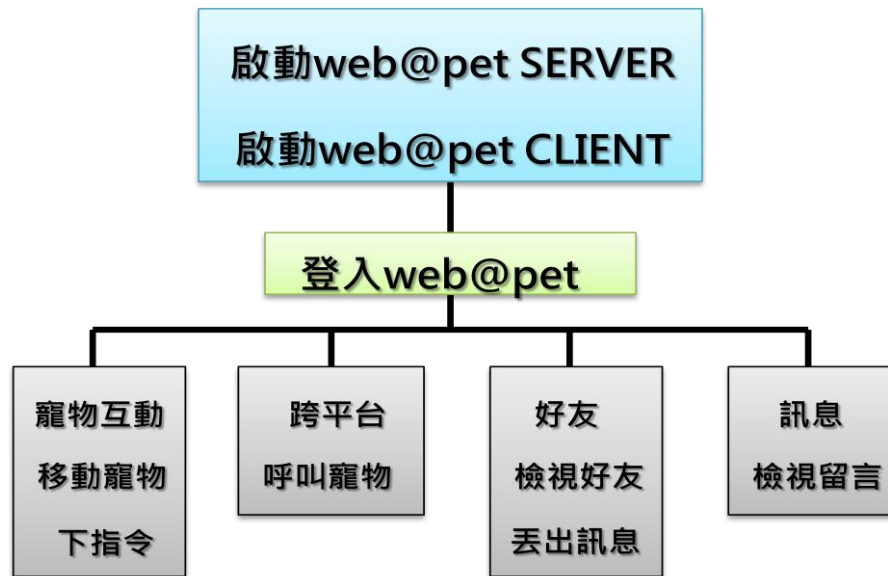 啟動web@pet SERVER
啟動web@pet CLIENT
登入web@pet
寵物互動
移動寵物
下指令
跨平台
呼叫寵物
好友
檢視好友
丟出訊息
訊息
檢視留言